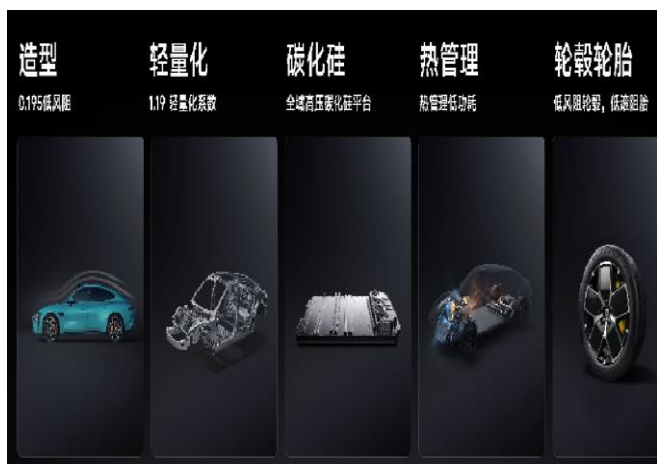 造型
0.195低风阻
轻量化
1.19 轻量化系数
碳化硅
全域高压碳化硅平台
热管理
热管理低功耗
轮毂轮胎
低风阻轮毂，低滚阻胎